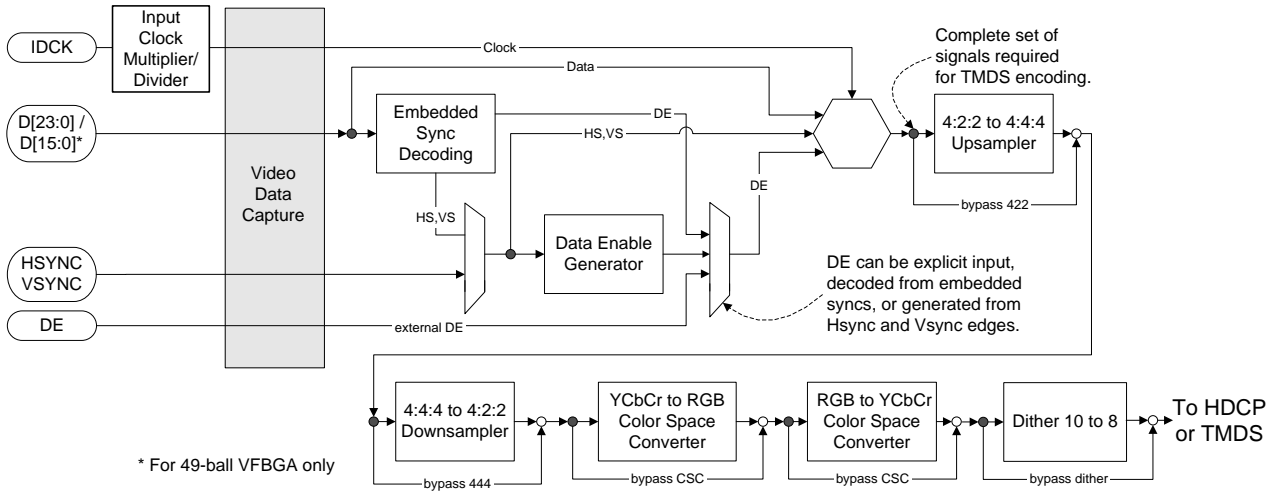 IDCK
Input
Clock
Multiplier/
Divider
Clock
Data
D[23:0] /
D[15:0]*
Embedded
Sync
Decoding
DE
HS,VS
HS,VS
Video
Data
Capture
Complete set of
signals required
for TMDS encoding.
4:2:2 to 4:4:4
Upsampler
bypass 422
DE
HSYNC
VSYNC
Data Enable
Generator
DE can be explicit input,
decoded from embedded
syncs, or generated from
Hsync and Vsync edges.
DE
external DE
4:4:4 to 4:2:2
Downsampler
bypass 444
YCbCr to RGB
Color Space
Converter
bypass CSC
RGB to YCbCr
Color Space
Converter
bypass CSC
Dither 10 to 8
bypass dither
To HDCP
or TMDS
* For 49-ball VFBGA only